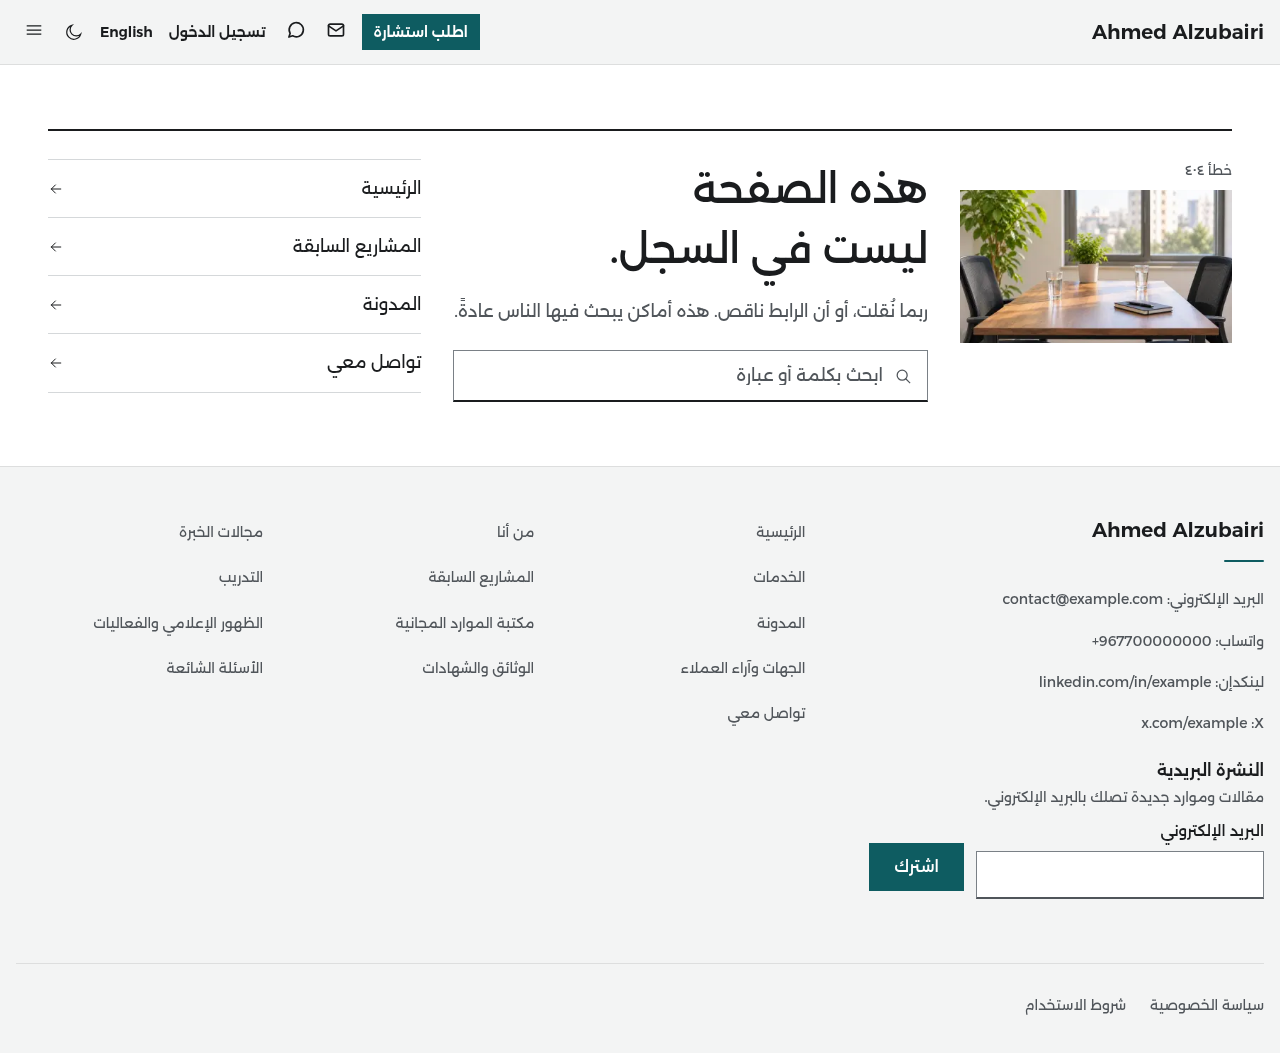 Ahmed Alzubairi
اطلب استشارة
تسجيل الدخول
English
خطأ ٤٠٤
هذه الصفحة
ليست في السجل.
ربما نُقلت، أو أن الرابط ناقص. هذه أماكن يبحث فيها الناس عادةً.
ابحث بكلمة أو عبارة
الرئيسية
المشاريع السابقة
المدونة
تواصل معي
Ahmed Alzubairi
البريد الإلكتروني: contact@example.com
واتساب: 967700000000+
لينكدإن: linkedin.com/in/example
X: x.com/example
النشرة البريدية
مقالات وموارد جديدة تصلك بالبريد الإلكتروني.
البريد الإلكتروني
اشترك
الرئيسية
الخدمات
المدونة
الجهات وآراء العملاء
تواصل معي
من أنا
المشاريع السابقة
مكتبة الموارد المجانية
الوثائق والشهادات
مجالات الخبرة
التدريب
الظهور الإعلامي والفعاليات
الأسئلة الشائعة
سياسة الخصوصية
شروط الاستخدام